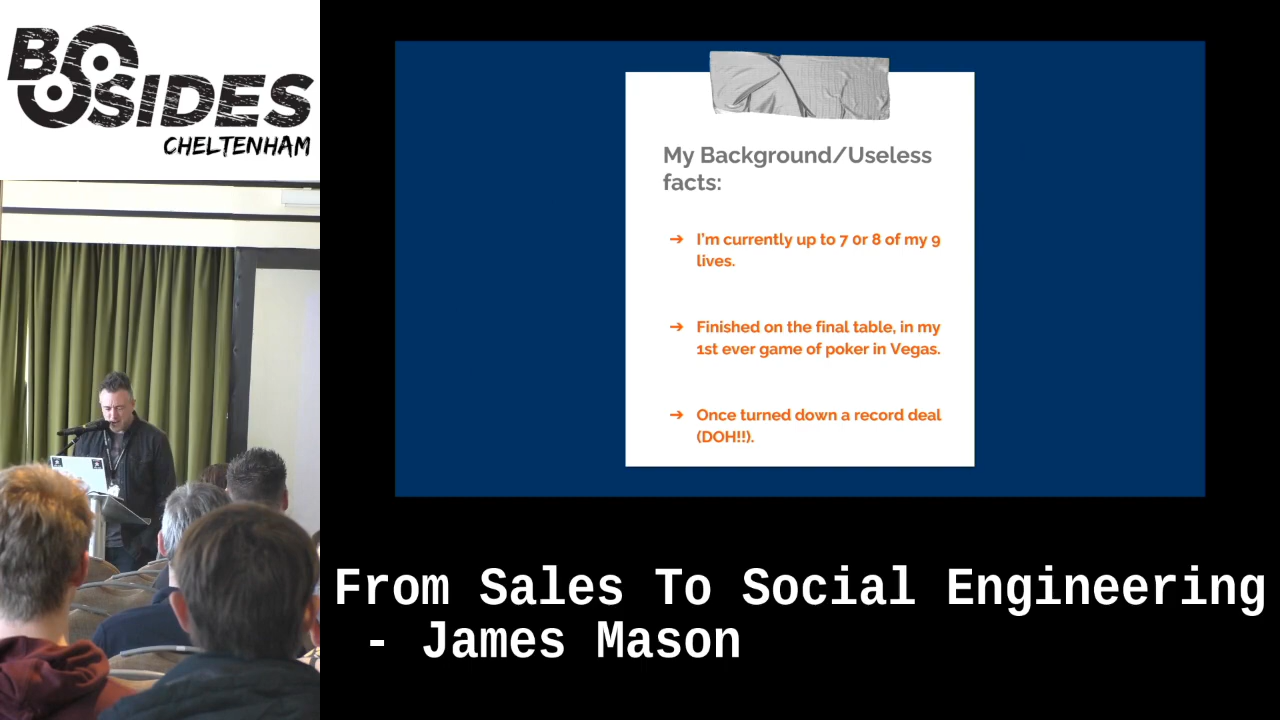 BSIDES
CHELTENHAM
My Background/Useless
facts:
➔ I'm currently up to 7 or 8 of my 9
lives.
➔ Finished on the final table, in my
1st ever game of poker in Vegas.
➔ Once turned down a record deal
(DOH!!).
From Sales To Social Engineering
- James Mason